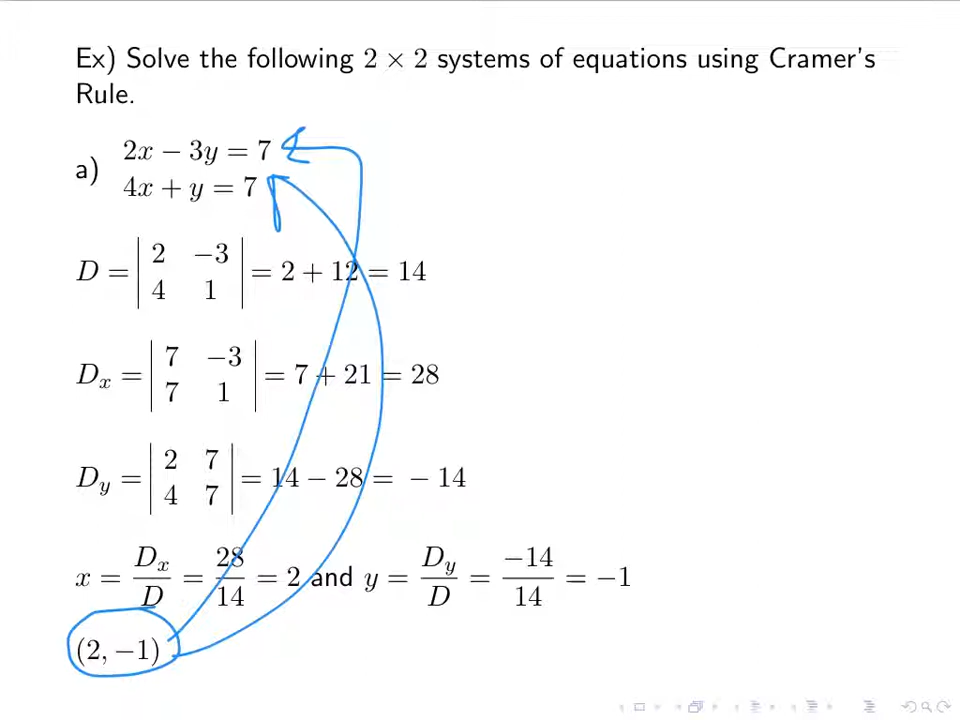 Ex) Solve the following 2 × 2 systems of equations using Cramer's
Rule.
a) 2x − 3y = 7
4x + y = 7
D = | 2 −3 | = 2 + 12 = 14
| 4 1 |
Dₓ = | 7 −3 | = 7 + 21 = 28
| 7 1 |
D_y = | 2 7 | = 14 − 28 = − 14
| 4 7 |
x = Dₓ/D = 28/14 = 2 and y = D_y/D = −14/14 = −1
(2, −1)